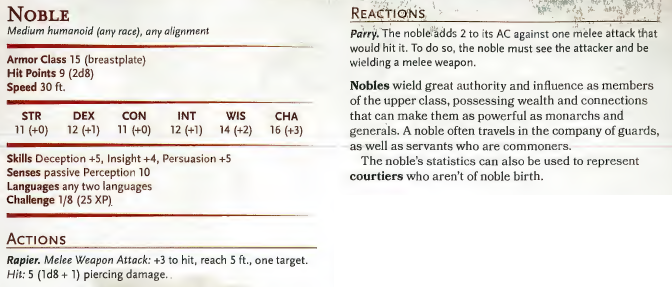 NOBLE
Medium humanoid (any race), any alignment
Armor Class 15 (breastplate)
Hit Points 9 (2d8)
Speed 30 ft.
STR DEX CON INT WIS CHA
11 (+0) 12 (+1) 11 (+0) 12 (+1) 14 (+2) 16 (+3)
Skills Deception +5, Insight +4, Persuasion +5
Senses passive Perception 10
Languages any two languages
Challenge 1/8 (25 XP)
ACTIONS
Rapier. Melee Weapon Attack: +3 to hit, reach 5 ft., one target.
Hit: 5 (1d8 + 1) piercing damage.
REACTIONS
Parry. The noble adds 2 to its AC against one melee attack that
would hit it. To do so, the noble must see the attacker and be
wielding a melee weapon.
Nobles wield great authority and influence as members
of the upper class, possessing wealth and connections
that can make them as powerful as monarchs and
generals. A noble often travels in the company of guards,
as well as servants who are commoners.
The noble's statistics can also be used to represent
courtiers who aren't of noble birth.